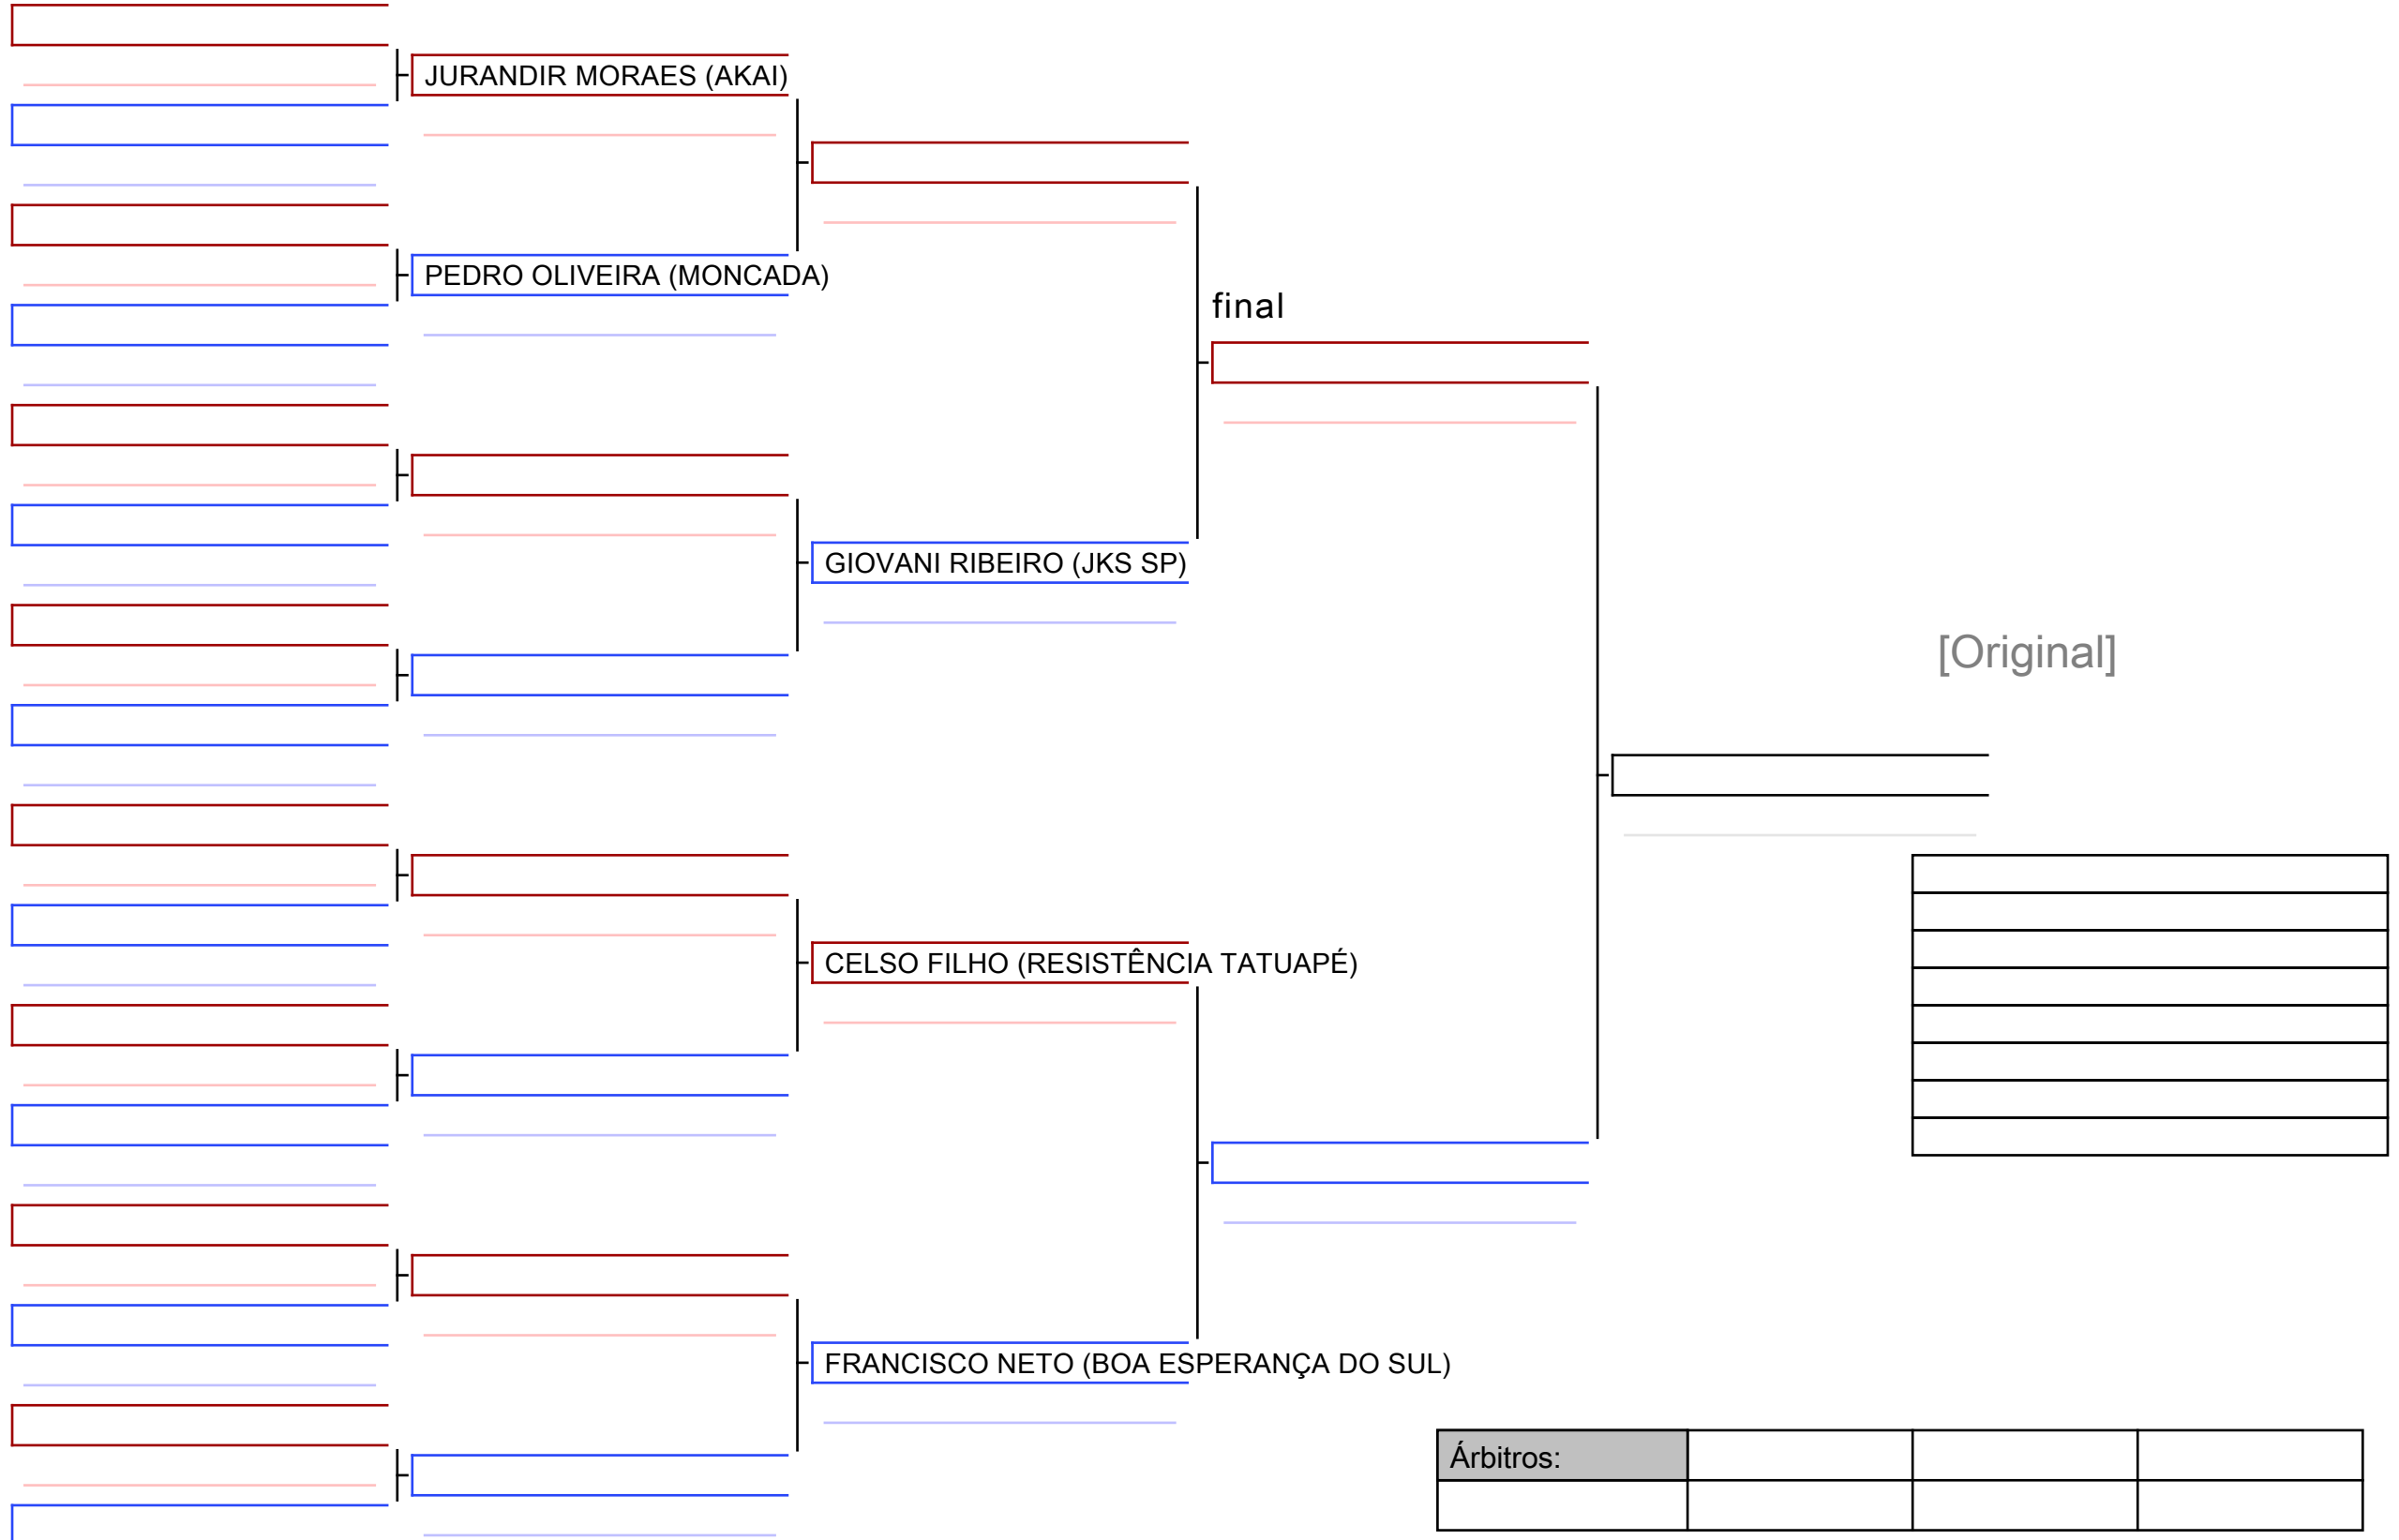 JURANDIR MORAES (AKAI)
PEDRO OLIVEIRA (MONCADA)
final
GIOVANI RIBEIRO (JKS SP)
[Original]
CELSO FILHO (RESISTÊNCIA TATUAPÉ)
FRANCISCO NETO (BOA ESPERANÇA DO SUL)
Árbitros: